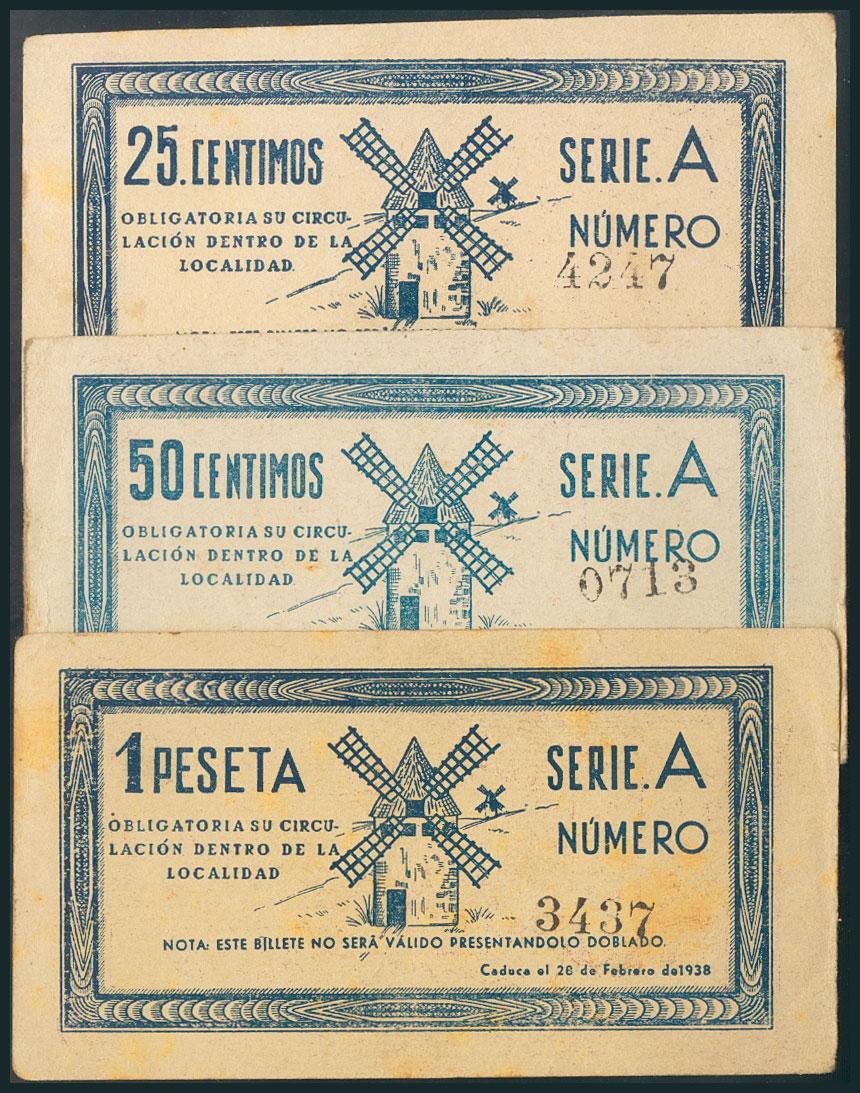 25.CENTIMOS
OBLIGATORIA SU CIRCU-
LACIÓN DENTRO DE LA
LOCALIDAD.
SERIE.A
NÚMERO
4247
50 CENTIMOS
OBLIGATORIA SU CIRCU-
LACIÓN DENTRO DE LA
LOCALIDAD
SERIE.A
NÚMERO
0713
1 PESETA
OBLIGATORIA SU CIRCU-
LACIÓN DENTRO DE LA
LOCALIDAD
SERIE.A
NÚMERO
3437
NOTA: ESTE BILLETE NO SERÁ VÁLIDO PRESENTANDOLO DOBLADO.
Caduca el 28 de Febrero de 1938